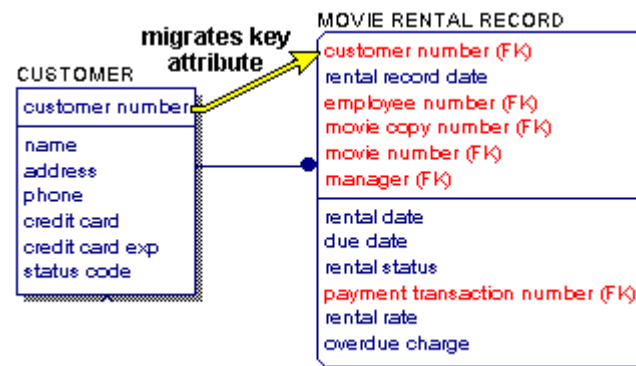 migrates key
attribute
CUSTOMER
customer number
name
address
phone
credit card
credit card exp
status code
MOVIE RENTAL RECORD
customer number (FK)
rental record date
employee number (FK)
movie copy number (FK)
movie number (FK)
manager (FK)
rental date
due date
rental status
payment transaction number (FK)
rental rate
overdue charge